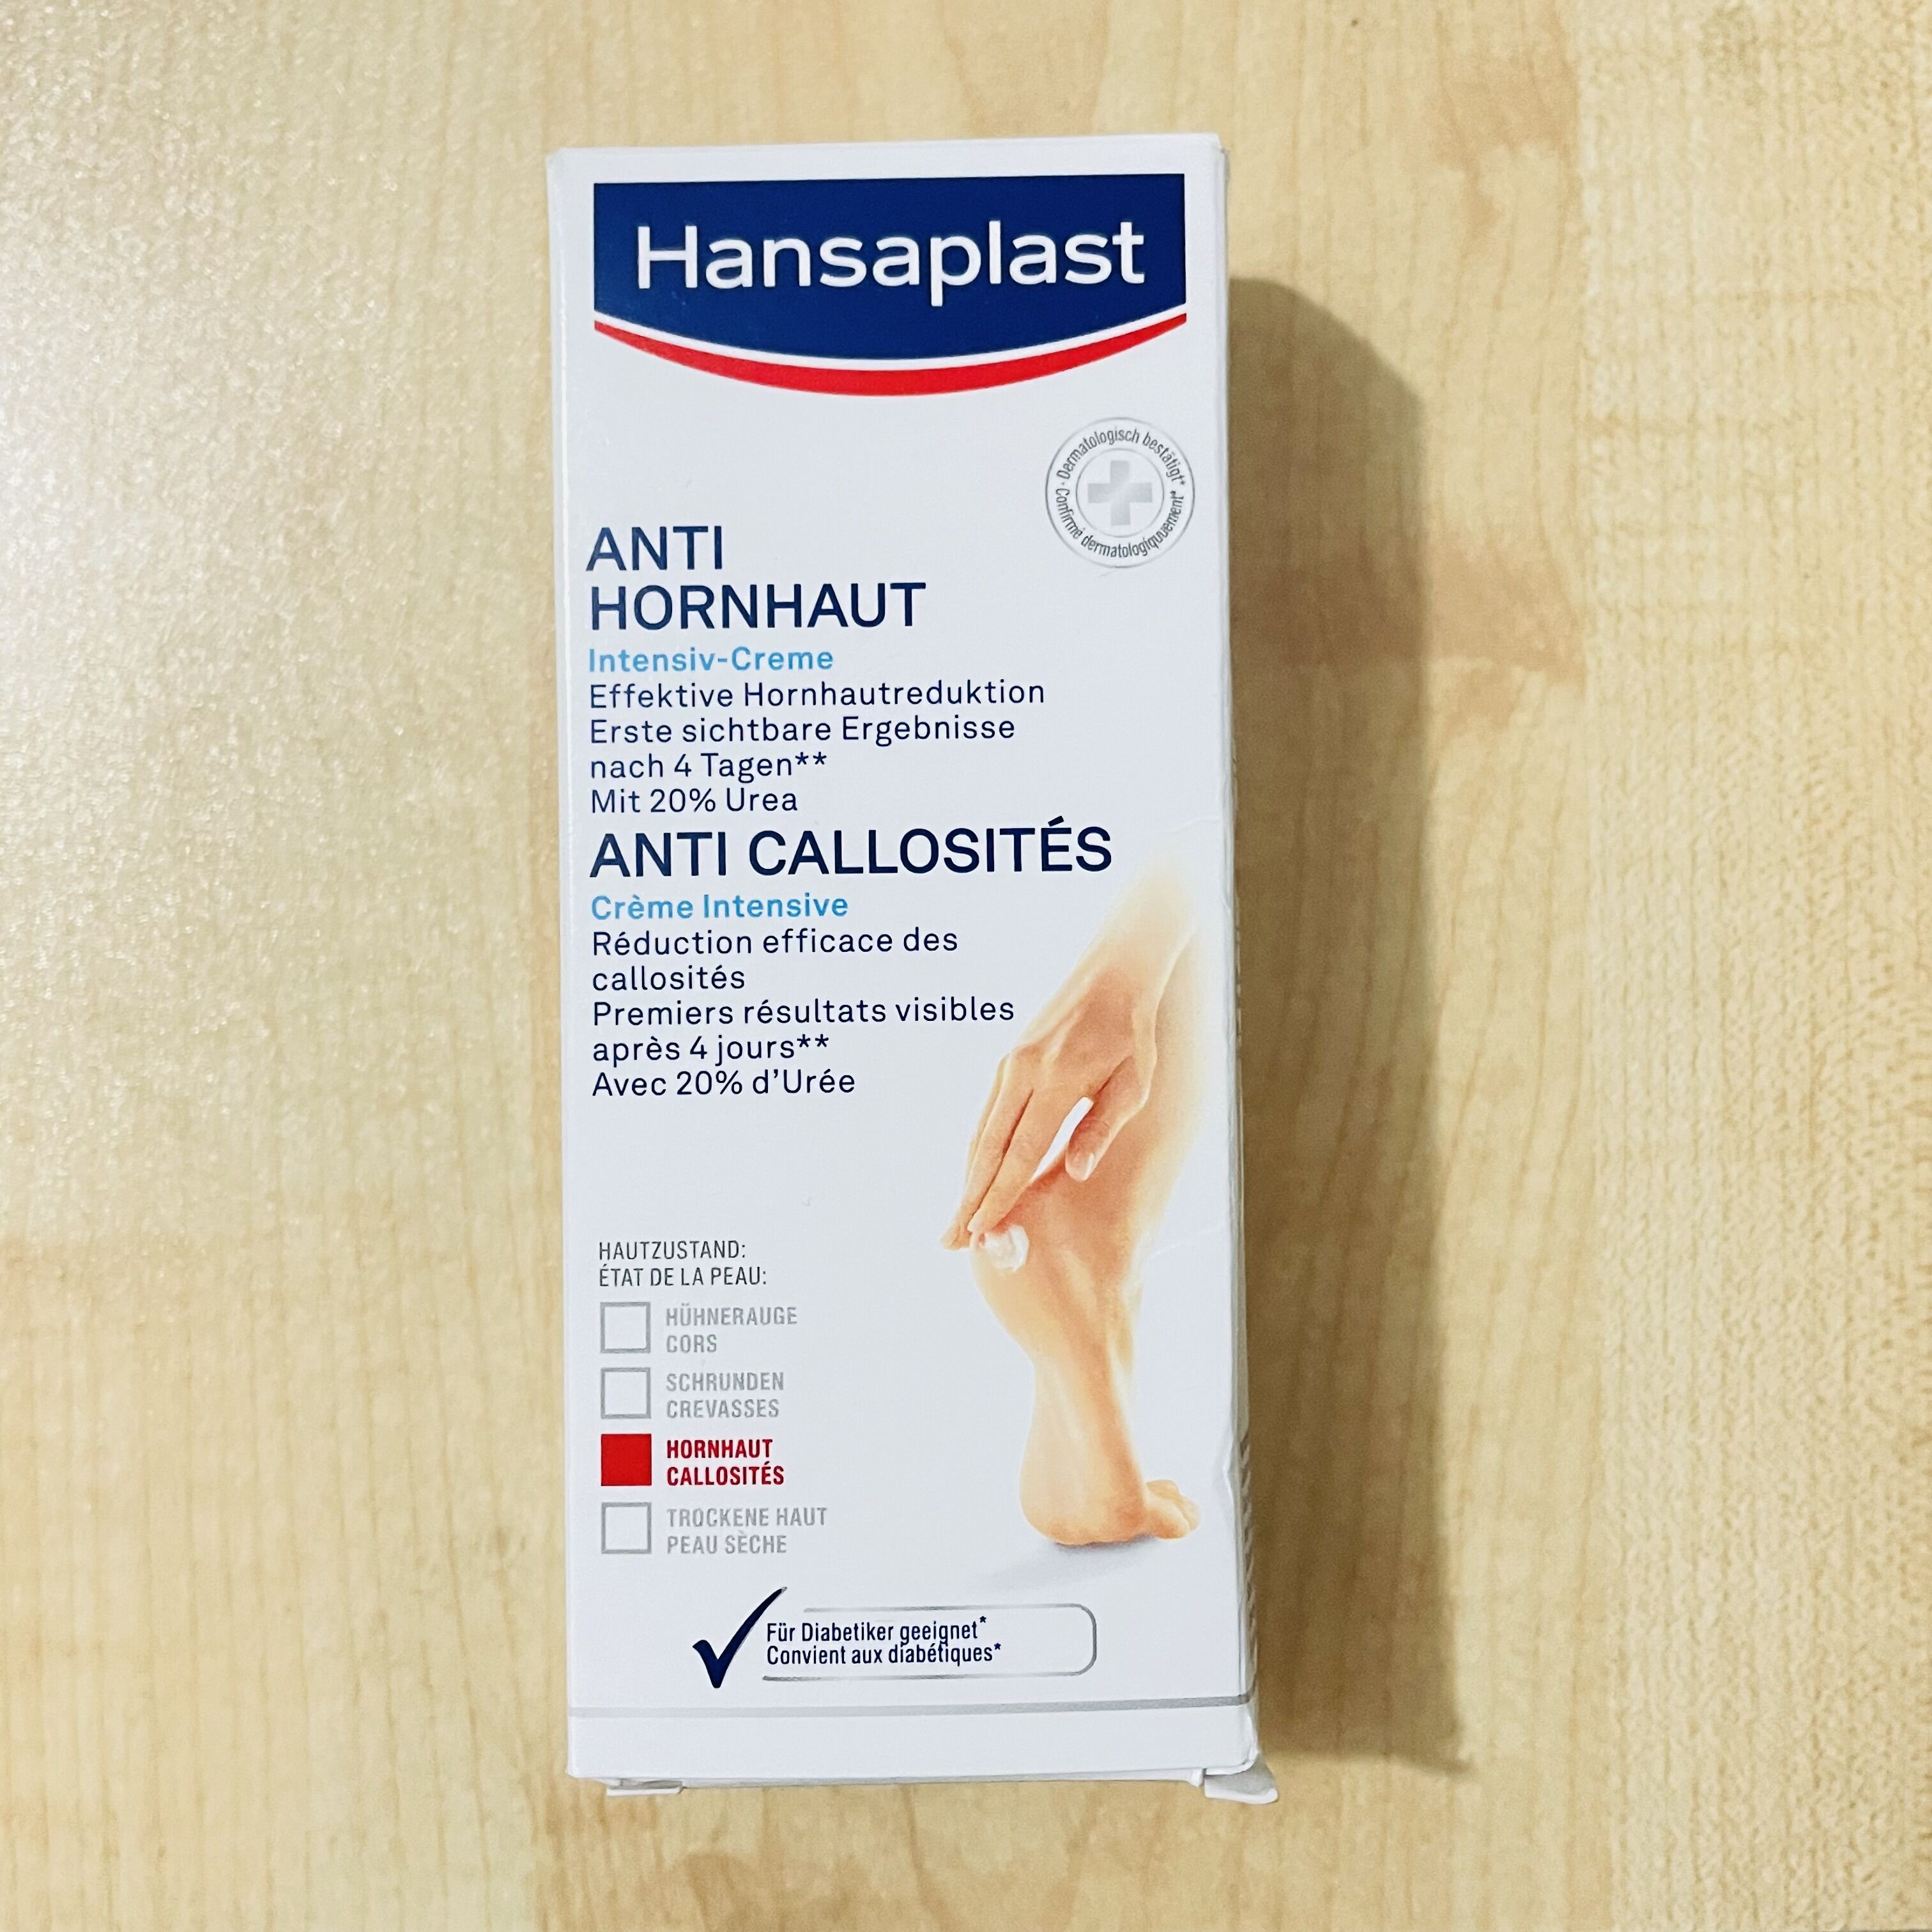 Hansaplast
Dermatologisch bestätigt*
Confirmé dermatologiquuement*
ANTI
HORNHAUT
Intensiv-Creme
Effektive Hornhautreduktion
Erste sichtbare Ergebnisse
nach 4 Tagen**
Mit 20% Urea
ANTI CALLOSITÉS
Crème Intensive
Réduction efficace des
callosités
Premiers résultats visibles
après 4 jours**
Avec 20% d'Urée
HAUTZUSTAND:
ÉTAT DE LA PEAU:
HÜHNERAUGE
CORS
SCHRUNDEN
CREVASSES
HORNHAUT
CALLOSITÉS
TROCKENE HAUT
PEAU SÈCHE
Für Diabetiker geeignet*
Convient aux diabétiques*